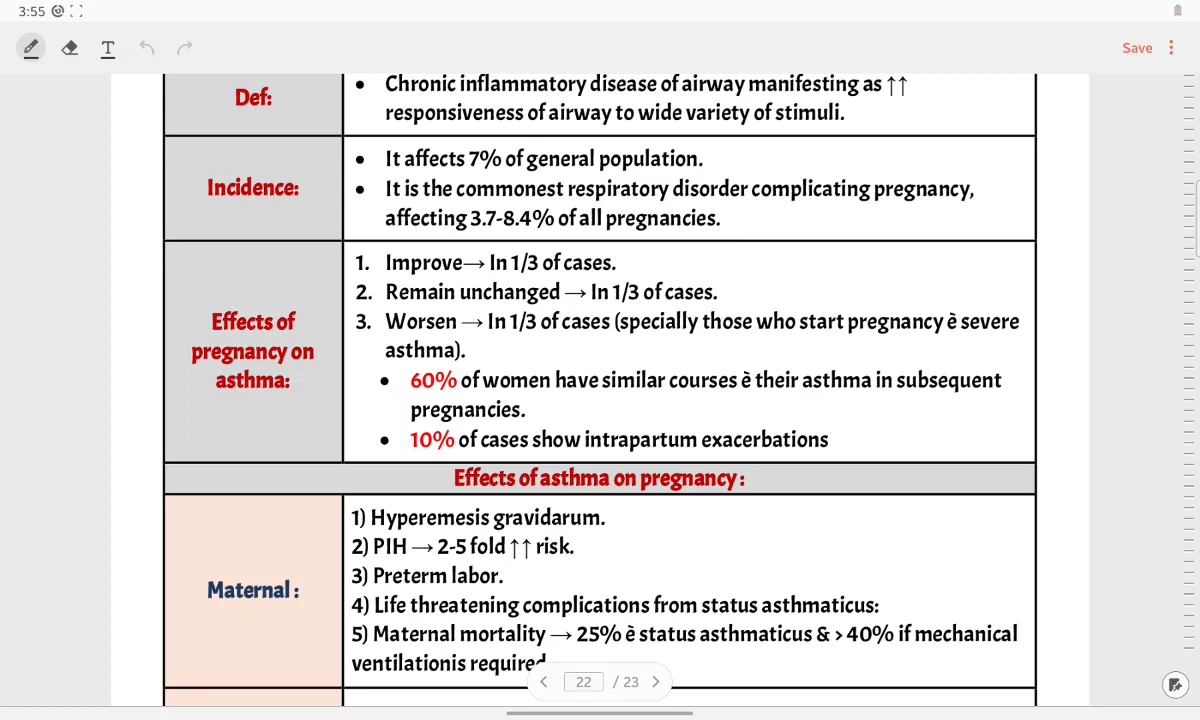 3:55
T
Save
Def:
• Chronic inflammatory disease of airway manifesting as ↑↑
responsiveness of airway to wide variety of stimuli.
Incidence:
• It affects 7% of general population.
• It is the commonest respiratory disorder complicating pregnancy,
affecting 3.7-8.4% of all pregnancies.
Effects of
pregnancy on
asthma:
1. Improve→ In 1/3 of cases.
2. Remain unchanged → In 1/3 of cases.
3. Worsen → In 1/3 of cases (specially those who start pregnancy è severe
asthma).
• 60% of women have similar courses è their asthma in subsequent
pregnancies.
• 10% of cases show intrapartum exacerbations
Effects of asthma on pregnancy:
Maternal :
1) Hyperemesis gravidarum.
2) PIH → 2-5 fold ↑↑ risk.
3) Preterm labor.
4) Life threatening complications from status asthmaticus:
5) Maternal mortality → 25% è status asthmaticus & > 40% if mechanical
ventilationis required
22 / 23